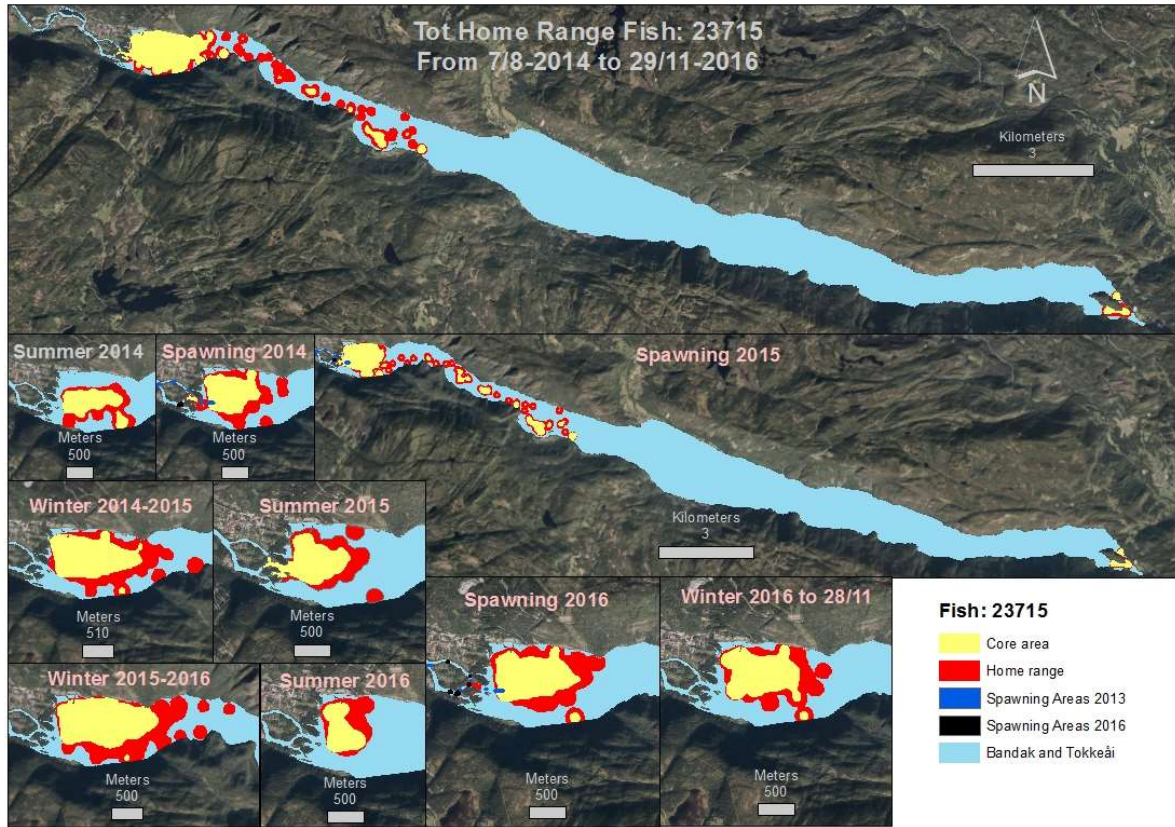 Tot Home Range Fish: 23715
From 7/8-2014 to 29/11-2016
N
Kilometers
3
Summer 2014
Meters
500
Spawning 2014
Meters
500
Spawning 2015
Kilometers
3
Winter 2014-2015
Meters
510
Summer 2015
Meters
500
Winter 2015-2016
Meters
500
Summer 2016
Meters
500
Spawning 2016
Meters
500
Winter 2016 to 28/11
Meters
500
Fish: 23715
Core area
Home range
Spawning Areas 2013
Spawning Areas 2016
Bandak and Tokkeåi